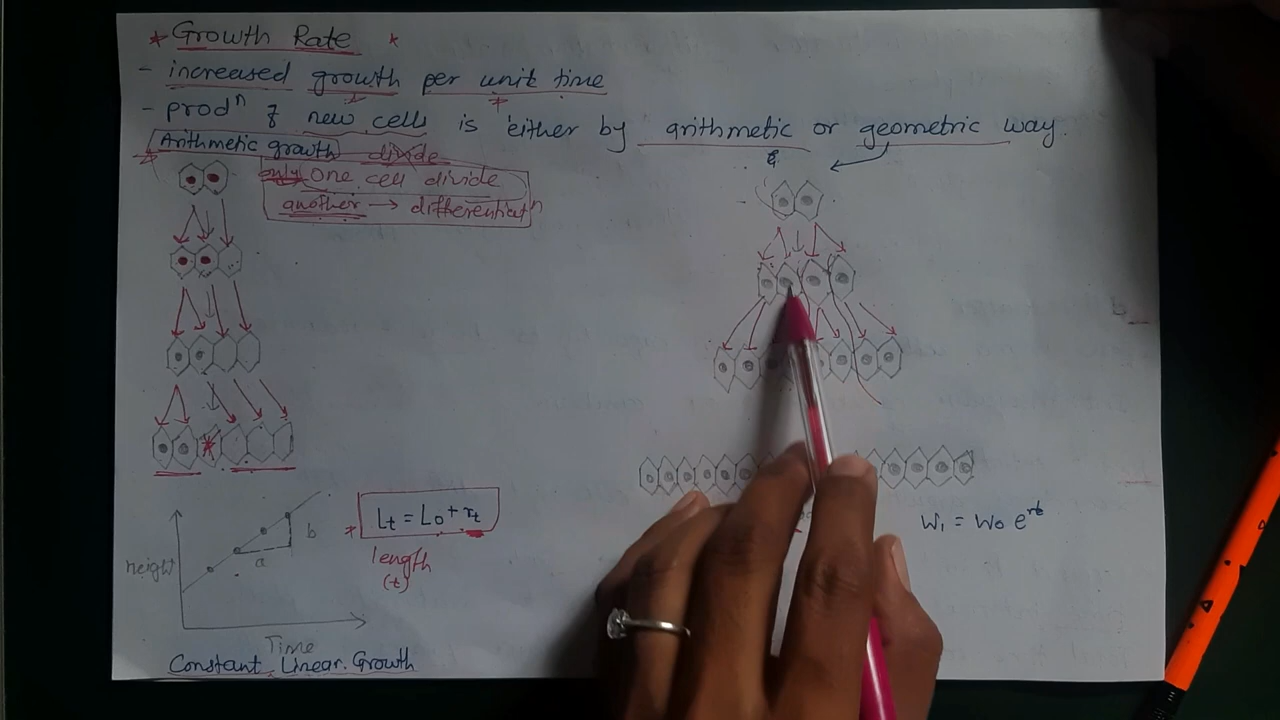 * Growth Rate *
- increased growth per unit time
- prodⁿ of new cells is either by arithmetic or geometric way.
Arithmetic growth divide
only One cell divide
another → differentiatⁿ
Lt = L0 + rt
length
(t)
height
a
b
Time
Constant Linear Growth
W1 = W0 e^rt